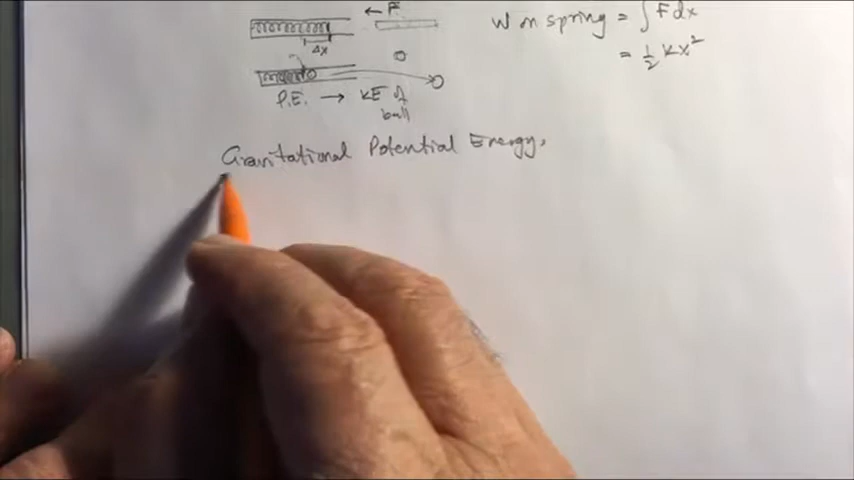 ← F
Δx
W on spring = ∫ F dx
= 1/2 kx²
P.E. → KE of
ball
Gravitational Potential Energy.